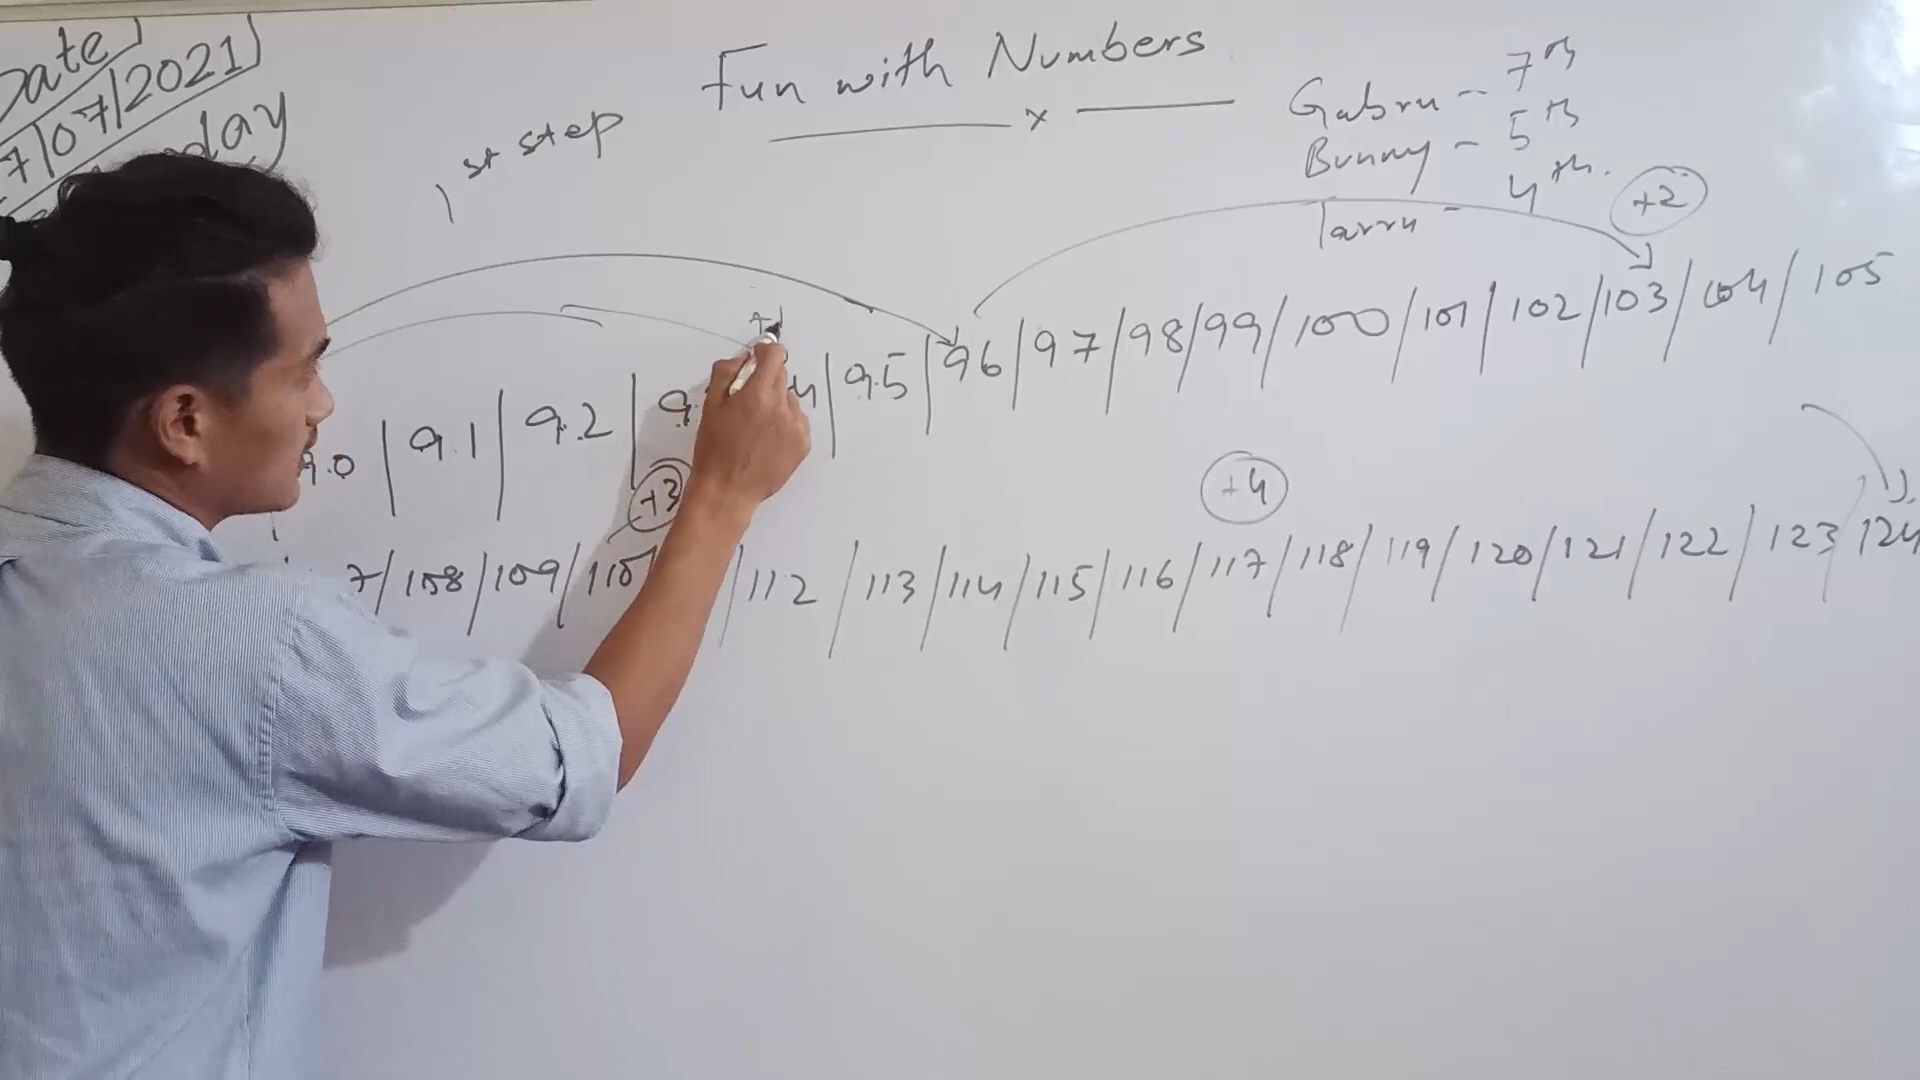 Date
7/07/2021
day
Fun with Numbers
x
1st step
Gabru - 7th
Bunny - 5th
Tarru - 4th.
+2
9.0 | 9.1 | 9.2 | 9. 4 | 9.5 | 96 | 97 | 98 | 99 | 100 | 101 | 102 | 103 | 104 | 105
+3
+4
7 / 108 / 109 / 110 / 112 / 113 / 114 / 115 / 116 / 117 / 118 / 119 / 120 / 121 / 122 / 123 / 124